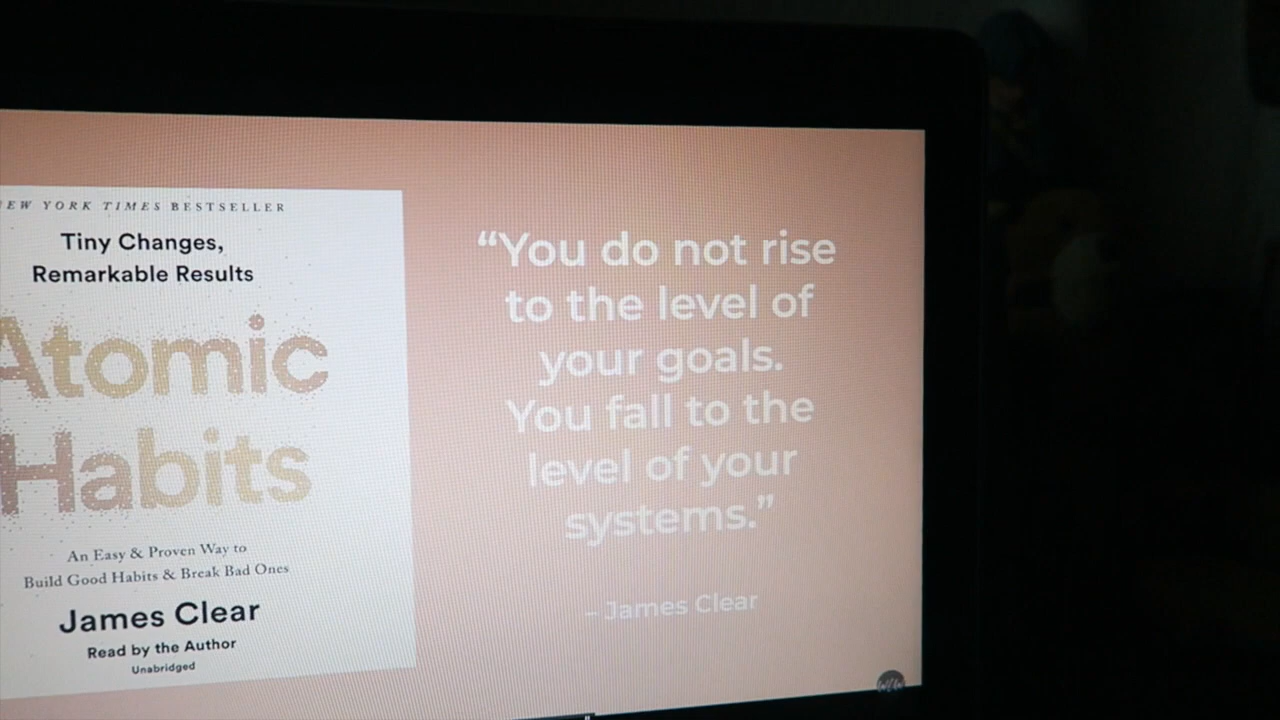 EW YORK TIMES BESTSELLER
Tiny Changes,
Remarkable Results
Atomic
Habits
An Easy & Proven Way to
Build Good Habits & Break Bad Ones
James Clear
Read by the Author
Unabridged
“You do not rise
to the level of
your goals.
You fall to the
level of your
systems.”
– James Clear